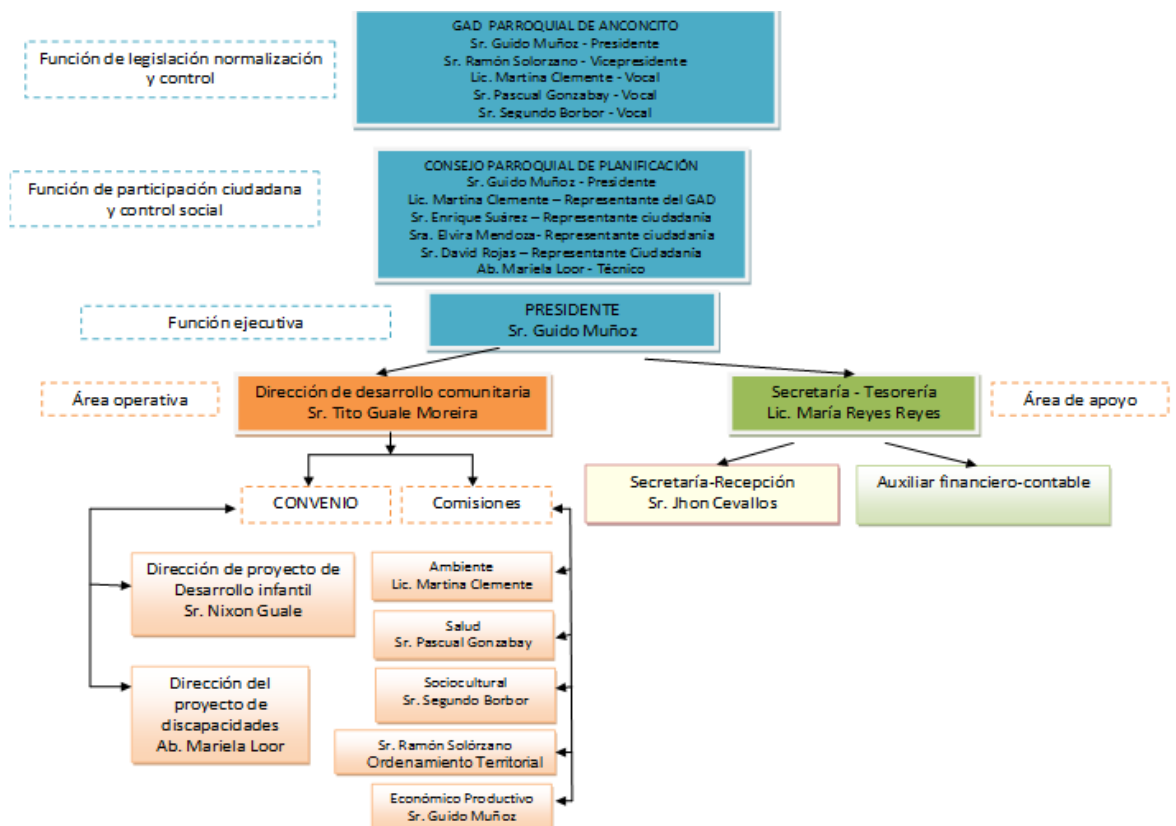 GAD PARROQUIAL DE ANCONCITO
Sr. Guido Muñoz - Presidente
Sr. Ramón Solorzano - Vicepresidente
Lic. Martina Clemente - Vocal
Sr. Pascual Gonzabay - Vocal
Sr. Segundo Borbor - Vocal
Función de legislación normalización
y control
CONSEJO PARROQUIAL DE PLANIFICACIÓN
Sr. Guido Muñoz - Presidente
Lic. Martina Clemente – Representante del GAD
Sr. Enrique Suárez – Representante ciudadanía
Sra. Elvira Mendoza- Representante ciudadanía
Sr. David Rojas – Representante Ciudadanía
Ab. Mariela Loor - Técnico
Función de participación ciudadana
y control social
Función ejecutiva
PRESIDENTE
Sr. Guido Muñoz
Área operativa
Dirección de desarrollo comunitaria
Sr. Tito Guale Moreira
Secretaría - Tesorería
Lic. María Reyes Reyes
Área de apoyo
CONVENIO
Comisiones
Secretaría-Recepción
Sr. Jhon Cevallos
Auxiliar financiero-contable
Dirección de proyecto de
Desarrollo infantil
Sr. Nixon Guale
Dirección del
proyecto de
discapacidades
Ab. Mariela Loor
Ambiente
Lic. Martina Clemente
Salud
Sr. Pascual Gonzabay
Sociocultural
Sr. Segundo Borbor
Sr. Ramón Solórzano
Ordenamiento Territorial
Económico Productivo
Sr. Guido Muñoz